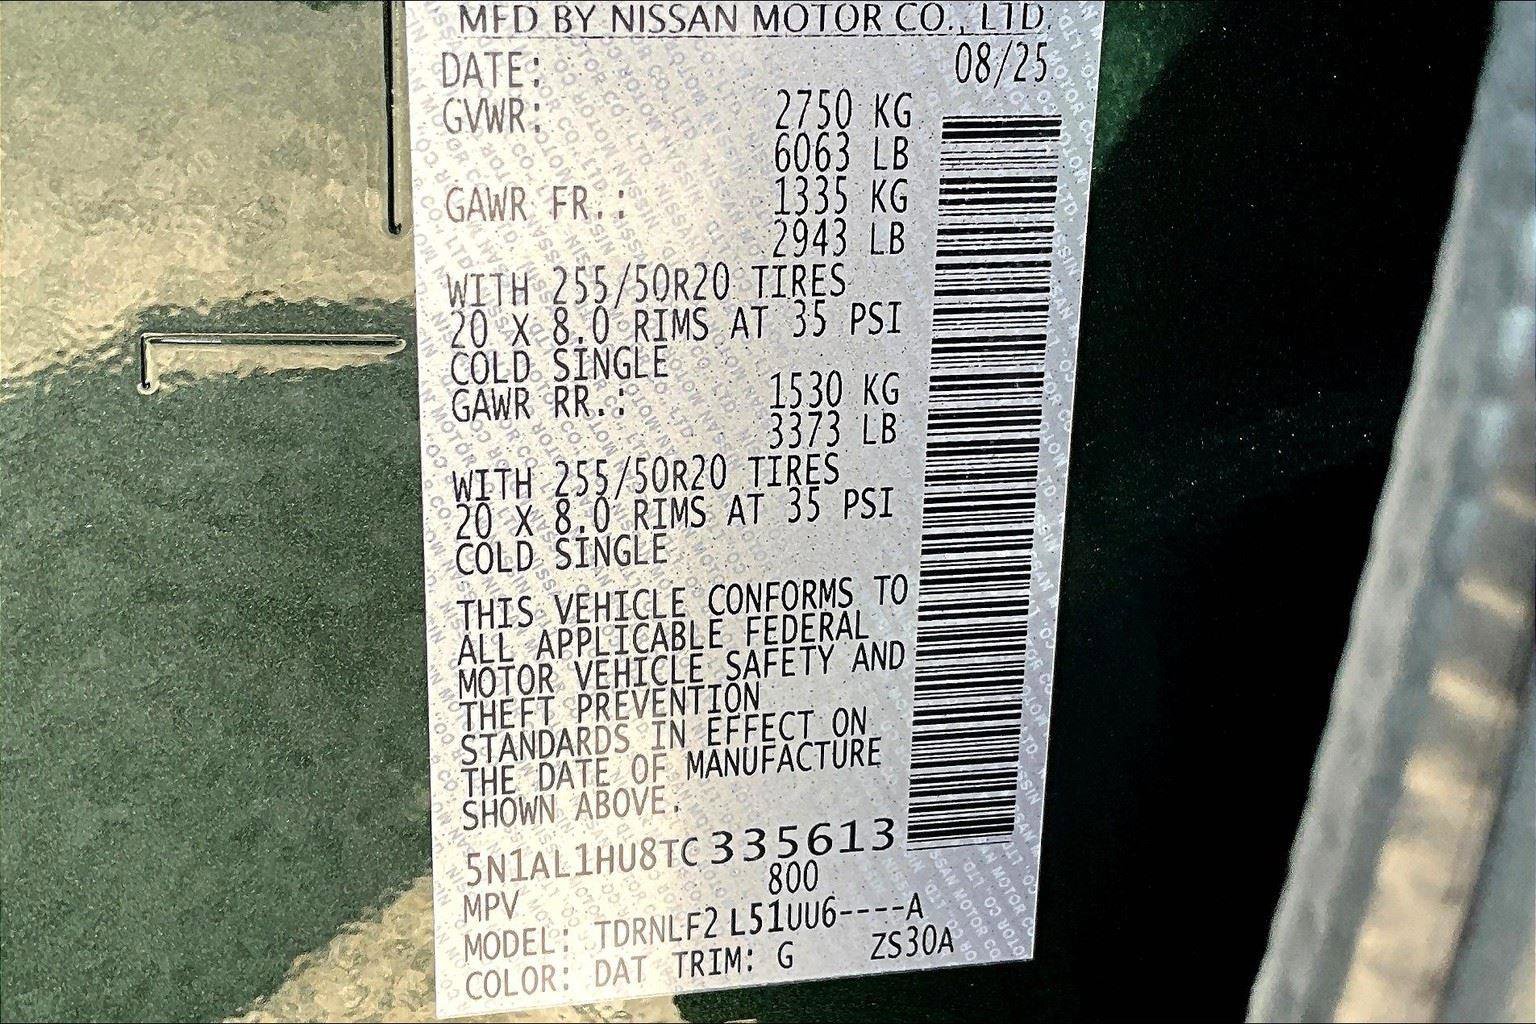 MFD BY NISSAN MOTOR CO., LTD.
DATE: 08/25
GVWR: 2750 KG
6063 LB
GAWR FR.: 1335 KG
2943 LB
WITH 255/50R20 TIRES
20 X 8.0 RIMS AT 35 PSI
COLD SINGLE
GAWR RR.: 1530 KG
3373 LB
WITH 255/50R20 TIRES
20 X 8.0 RIMS AT 35 PSI
COLD SINGLE
THIS VEHICLE CONFORMS TO
ALL APPLICABLE FEDERAL
MOTOR VEHICLE SAFETY AND
THEFT PREVENTION
STANDARDS IN EFFECT ON
THE DATE OF MANUFACTURE
SHOWN ABOVE.
5N1AL1HU8TC335613
MPV 800
MODEL: TDRNLF2 L51UU6----A
COLOR: DAT TRIM: G ZS30A